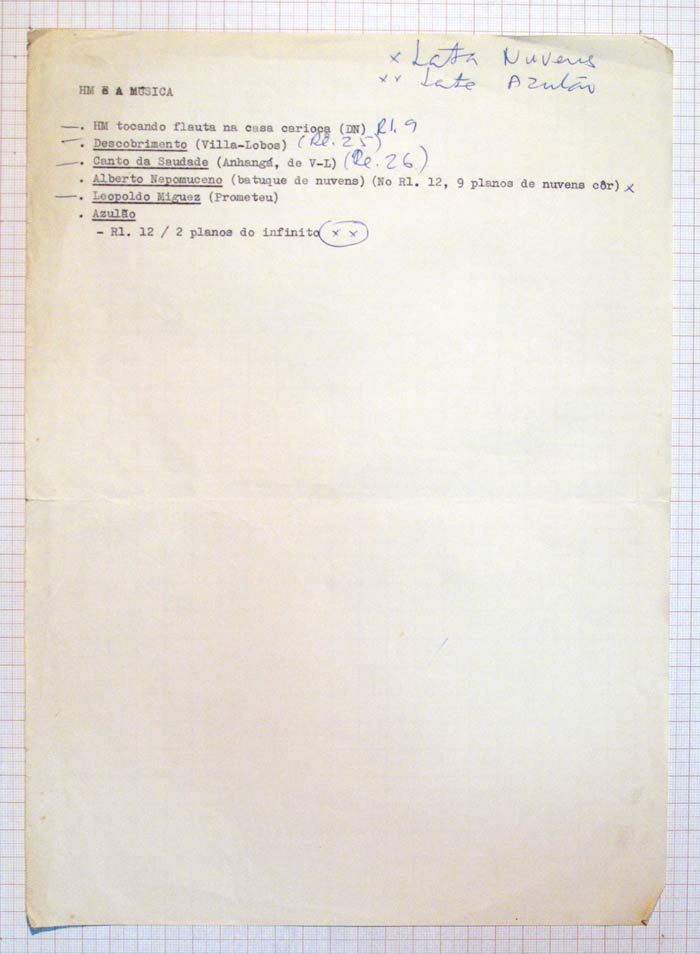 x Lata Nuvens
x x Lata Azulão
HM E A MÚSICA
—. HM tocando flauta na casa carioca (DN) Rl. 9
—. Descobrimento (Villa-Lobos) (Rl. 25)
—. Canto da Saudade (Anhangá, de V-L) (Rl. 26)
. Alberto Nepomuceno (batuque de nuvens) (No Rl. 12, 9 planos de nuvens côr) x
—. Leopoldo Miguez (Prometeu)
. Azulão
- Rl. 12 / 2 planos do infinito (x x)